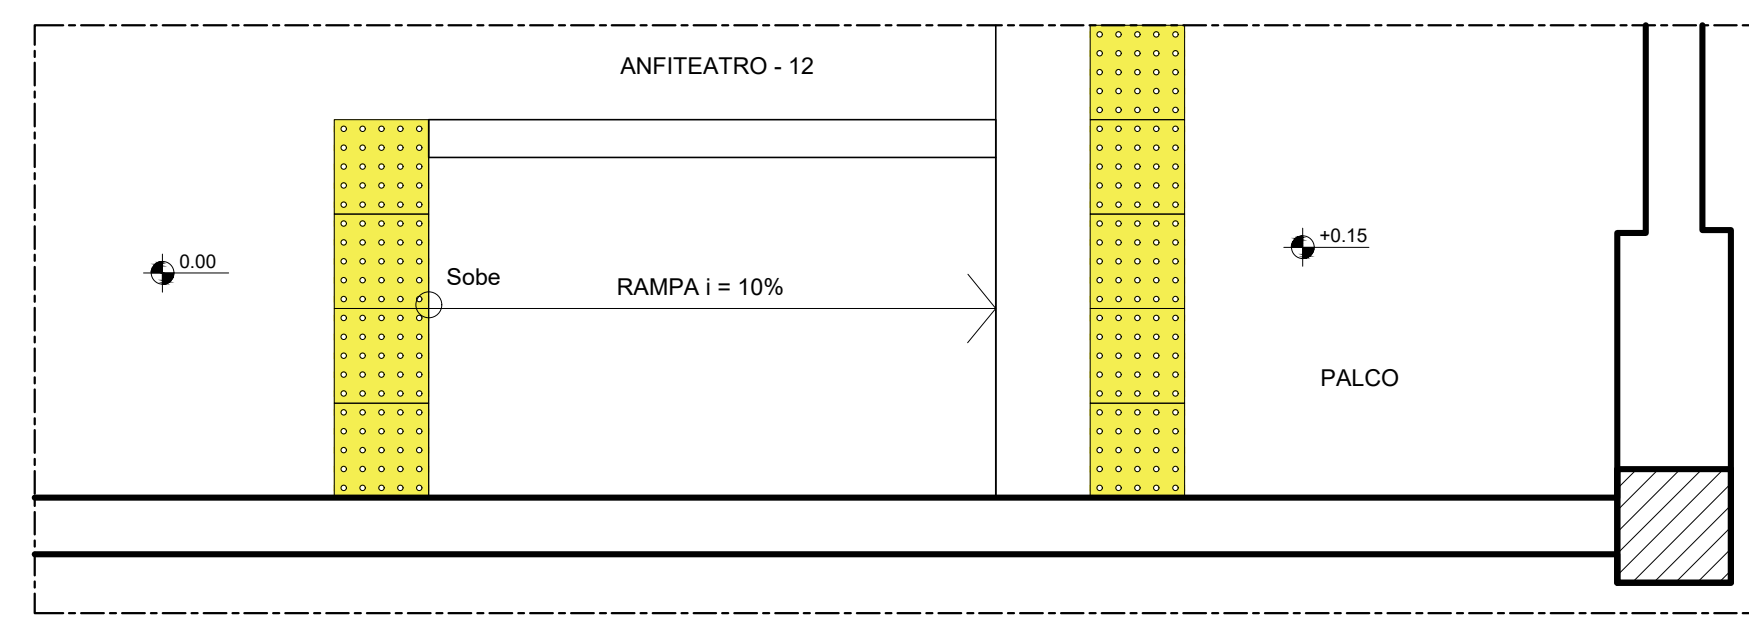 ANFITEATRO - 12
+0.15
0.00
Sobe
RAMPA i = 10%
PALCO